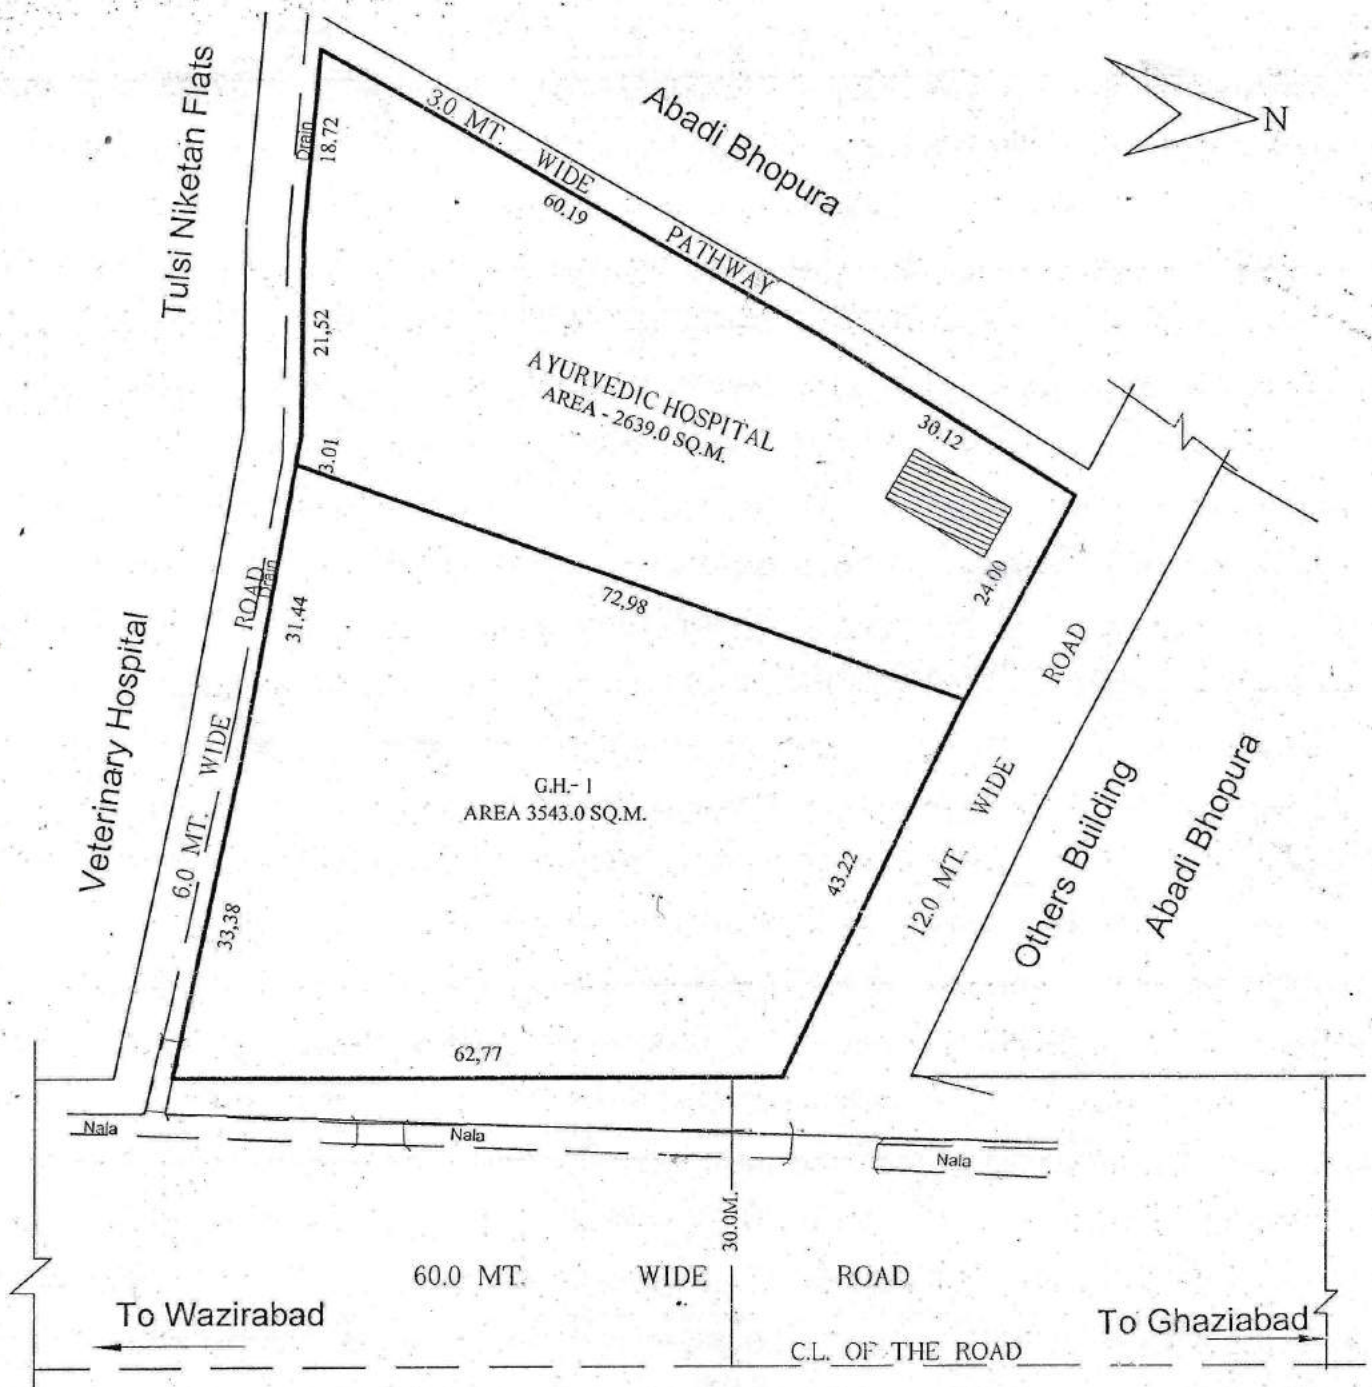 Tulsi Niketan Flats
Drain
18.72
3.0 MT. WIDE PATHWAY
60.19
Abadi Bhopura
N
21,52
AYURVEDIC HOSPITAL
AREA - 2639.0 SQ.M.
30.12
3.01
24.00
72,98
Drain
31.44
Veterinary Hospital
6.0 MT. WIDE ROAD
33,38
G.H.- 1
AREA 3543.0 SQ.M.
43.22
12.0 MT. WIDE ROAD
Others Building
Abadi Bhopura
62,77
Nala
Nala
Nala
30.0M.
60.0 MT. WIDE ROAD
To Wazirabad
To Ghaziabad
C.L. OF THE ROAD